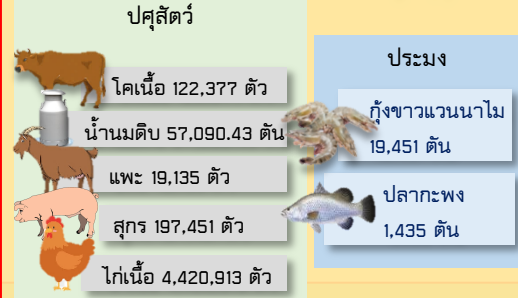 ปศุสัตว์
โคเนื้อ 122,377 ตัว
น้ำนมดิบ 57,090.43 ตัน
แพะ 19,135 ตัว
สุกร 197,451 ตัว
ไก่เนื้อ 4,420,913 ตัว
ประมง
กุ้งขาวแวนนาไม
19,451 ตัน
ปลากะพง
1,435 ตัน